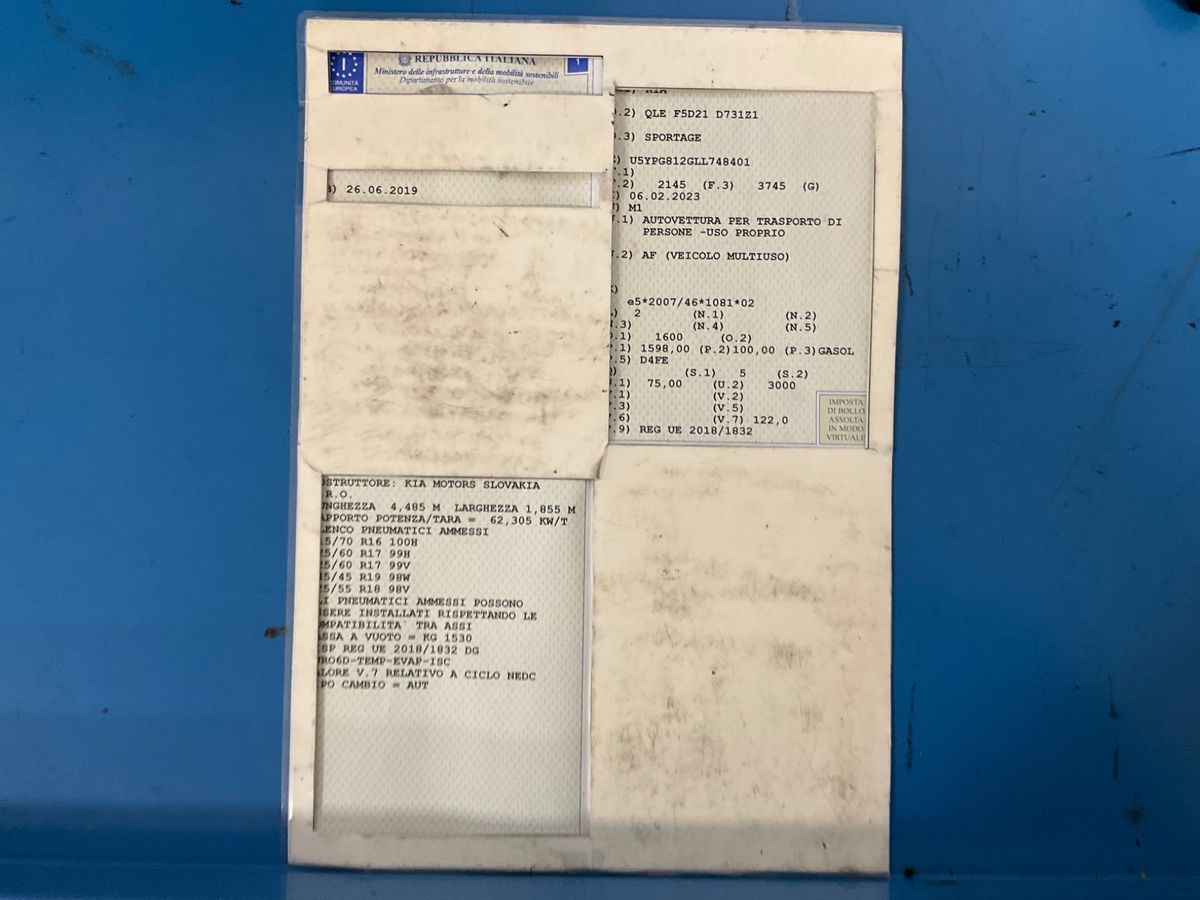 I
COMUNITÀ
EUROPEA
REPUBBLICA ITALIANA
Ministero delle infrastrutture e della mobilità sostenibili
Dipartimento per la mobilità sostenibile
1
) 26.06.2019
) KIA
.2) QLE F5D21 D731Z1
.3) SPORTAGE
) U5YPG812GLL748401
.1)
.2) 2145 (F.3) 3745 (G)
) 06.02.2023
) M1
.1) AUTOVETTURA PER TRASPORTO DI
PERSONE -USO PROPRIO
.2) AF (VEICOLO MULTIUSO)
)
e5*2007/46*1081*02
) 2 (N.1) (N.2)
.3) (N.4) (N.5)
.1) 1600 (O.2)
.1) 1598,00 (P.2)100,00 (P.3)GASOL
.5) D4FE
) (S.1) 5 (S.2)
.1) 75,00 (U.2) 3000
.1) (V.2)
.3) (V.5)
.6) (V.7) 122,0
.9) REG UE 2018/1832
IMPOSTA
DI BOLLO
ASSOLTA
IN MODO
VIRTUALE
OSTRUTTORE: KIA MOTORS SLOVAKIA
.R.O.
UNGHEZZA 4,485 M LARGHEZZA 1,855 M
APPORTO POTENZA/TARA = 62,305 KW/T
LENCO PNEUMATICI AMMESSI
5/70 R16 100H
5/60 R17 99H
5/60 R17 99V
5/45 R19 98W
5/55 R18 98V
I PNEUMATICI AMMESSI POSSONO
SERE INSTALLATI RISPETTANDO LE
MPATIBILITA` TRA ASSI
ASSA A VUOTO = KG 1530
SP REG UE 2018/1832 DG
URO6D-TEMP-EVAP-ISC
ALORE V.7 RELATIVO A CICLO NEDC
PO CAMBIO = AUT